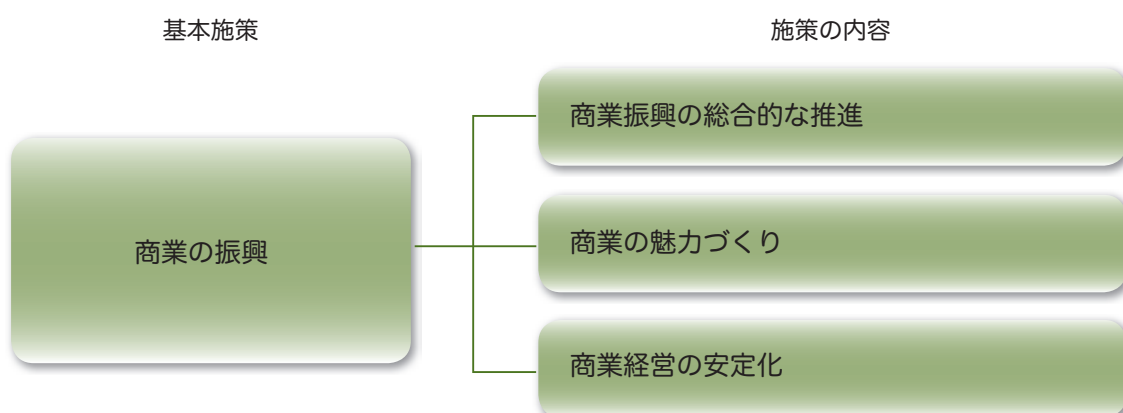 基本施策
施策の内容
商業の振興
商業振興の総合的な推進
商業の魅力づくり
商業経営の安定化